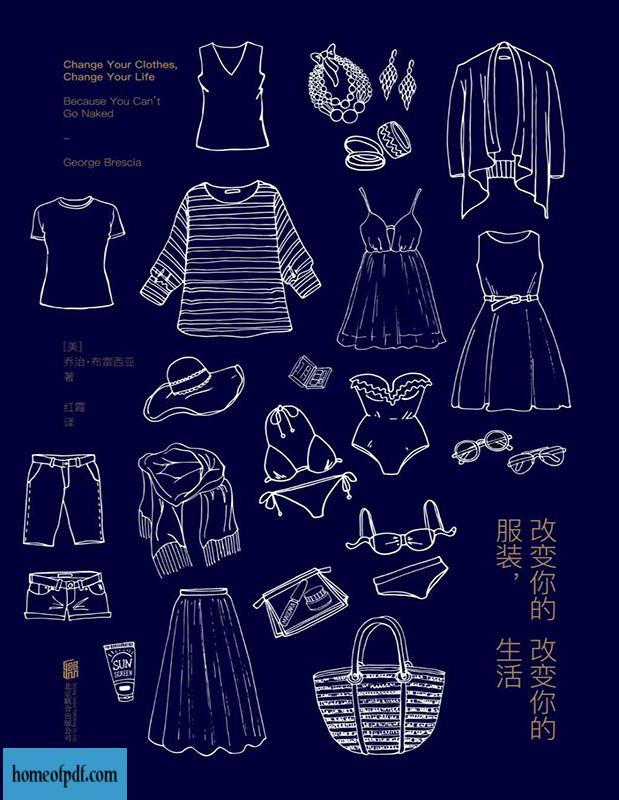 Change Your Clothes,
Change Your Life
Because You Can't
Go Naked
–
George Brescia
[美]
乔治·布雷西亚
著
红霞
译
改变你的
服装，
改变你的
生活
SUN
SCREEN
北京联合出版公司
homeofpdf.com